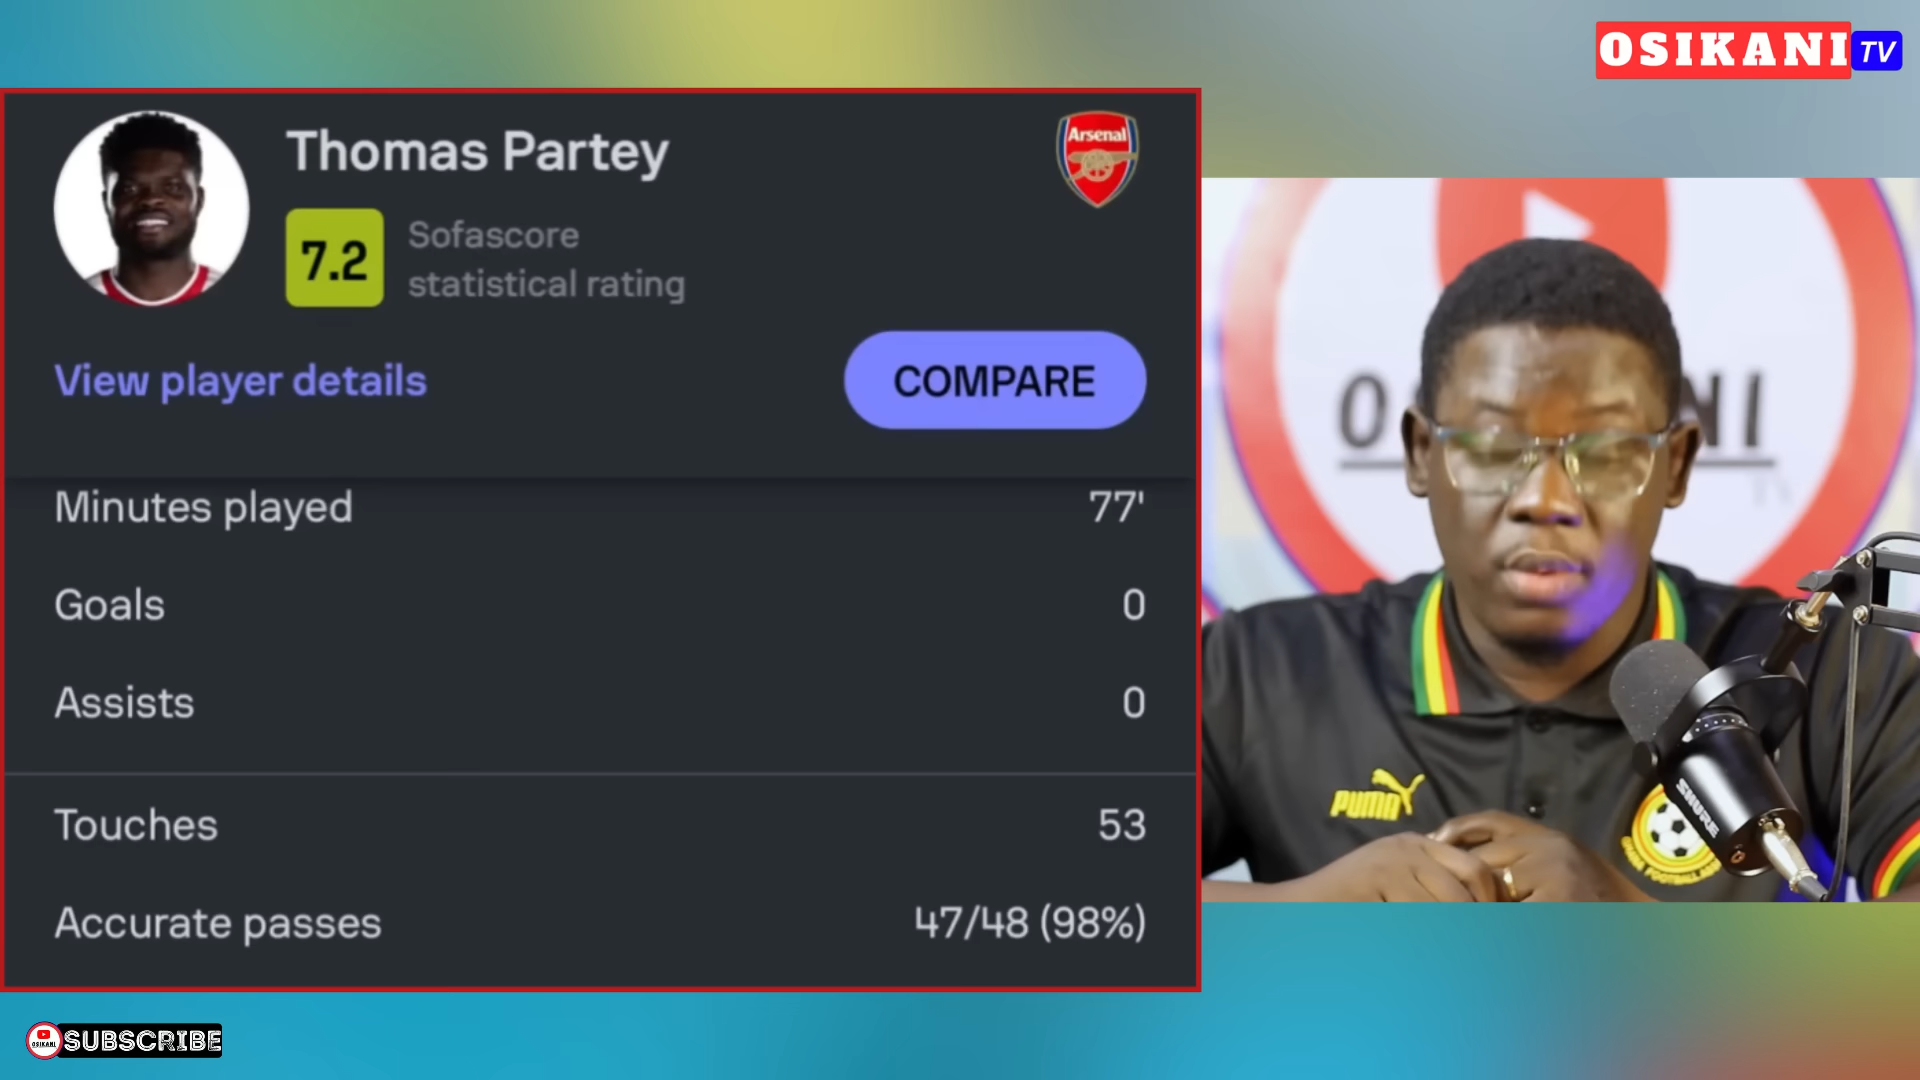 OSIKANI TV
Thomas Partey
Arsenal
7.2
Sofascore
statistical rating
View player details
COMPARE
Minutes played 77'
Goals 0
Assists 0
Touches 53
Accurate passes 47/48 (98%)
PUMA
SHURE
OSIKANI
SUBSCRIBE